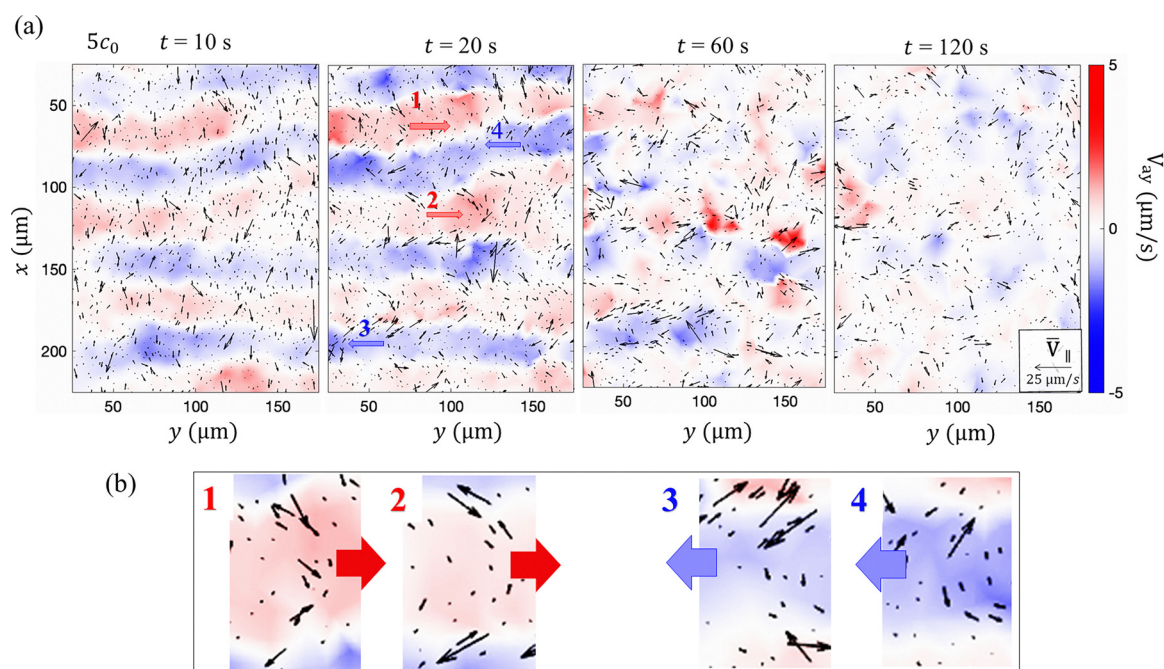 (a)
5c₀ t = 10 s t = 20 s t = 60 s t = 120 s
5
50
100
150
200
x (μm)
1
4
2
3
0
V_ay (μm/s)
-5
V̅∥
25 μm/s
50 100 150 50 100 150 50 100 150 50 100 150
y (μm) y (μm) y (μm) y (μm)
(b)
1 2 3 4